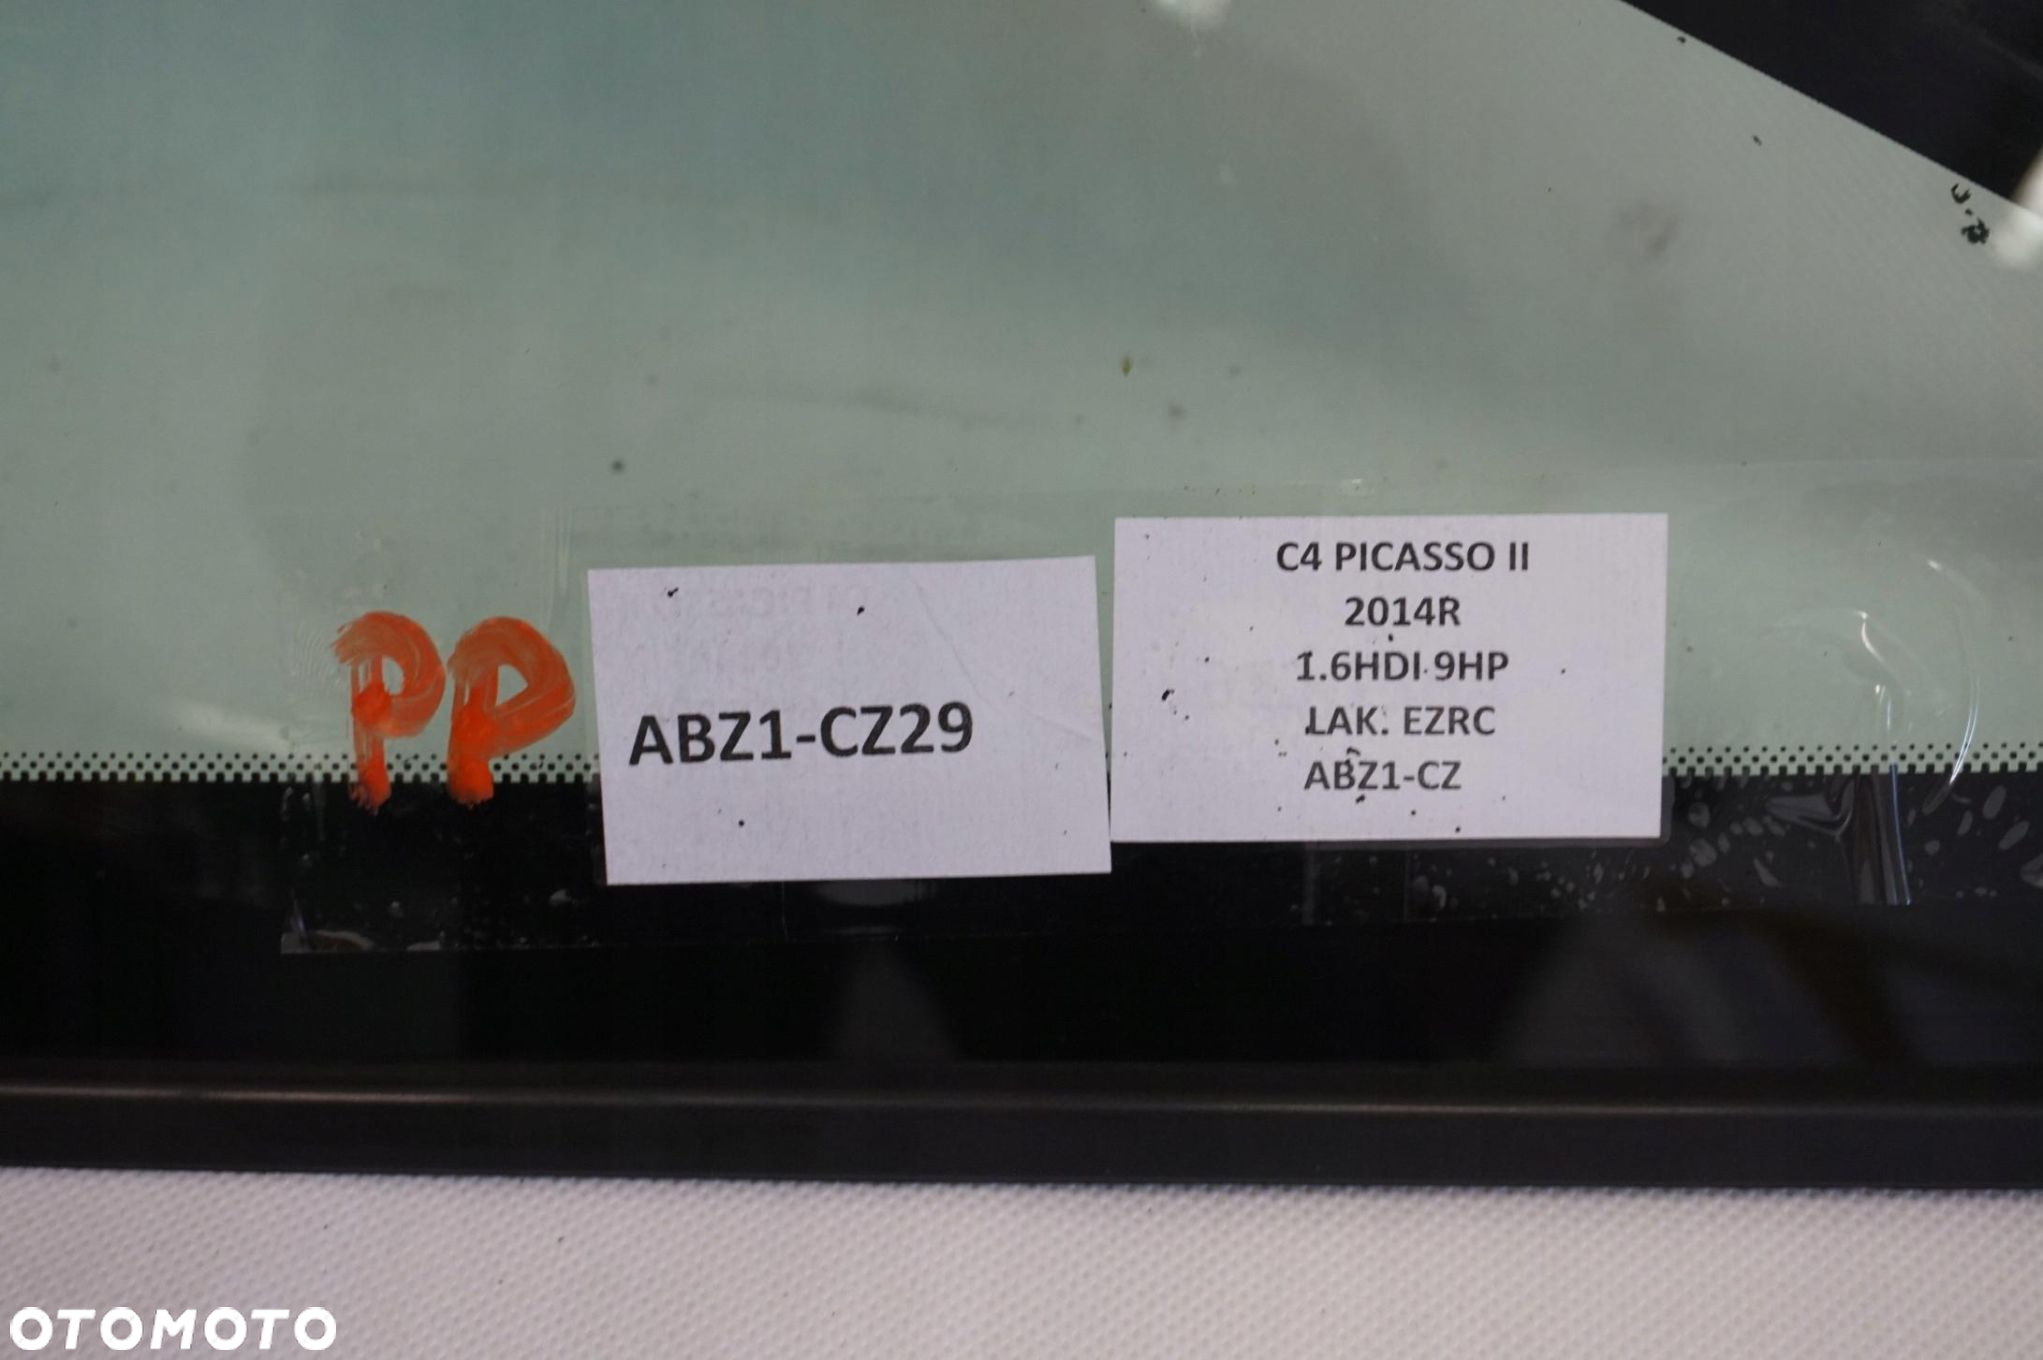 PP
ABZ1-CZ29
C4 PICASSO II
2014R
1.6HDI 9HP
LAK. EZRC
ABZ1-CZ
OTOMOTO